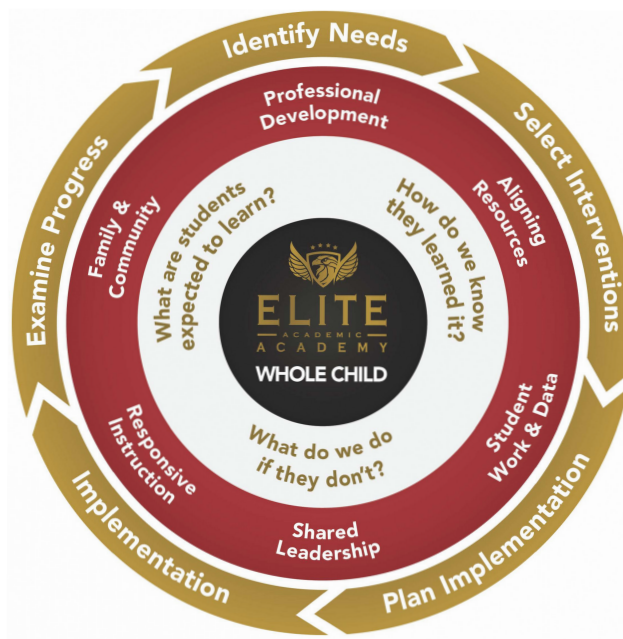 Identify Needs
Select Interventions
Plan Implementation
Implementation
Examine Progress
Professional
Development
Aligning
Resources
Student
Work & Data
Shared
Leadership
Responsive
Instruction
Family &
Community
What are students
expected to learn?
How do we know
they learned it?
What do we do
if they don't?
ELITE
ACADEMIC
ACADEMY
WHOLE CHILD